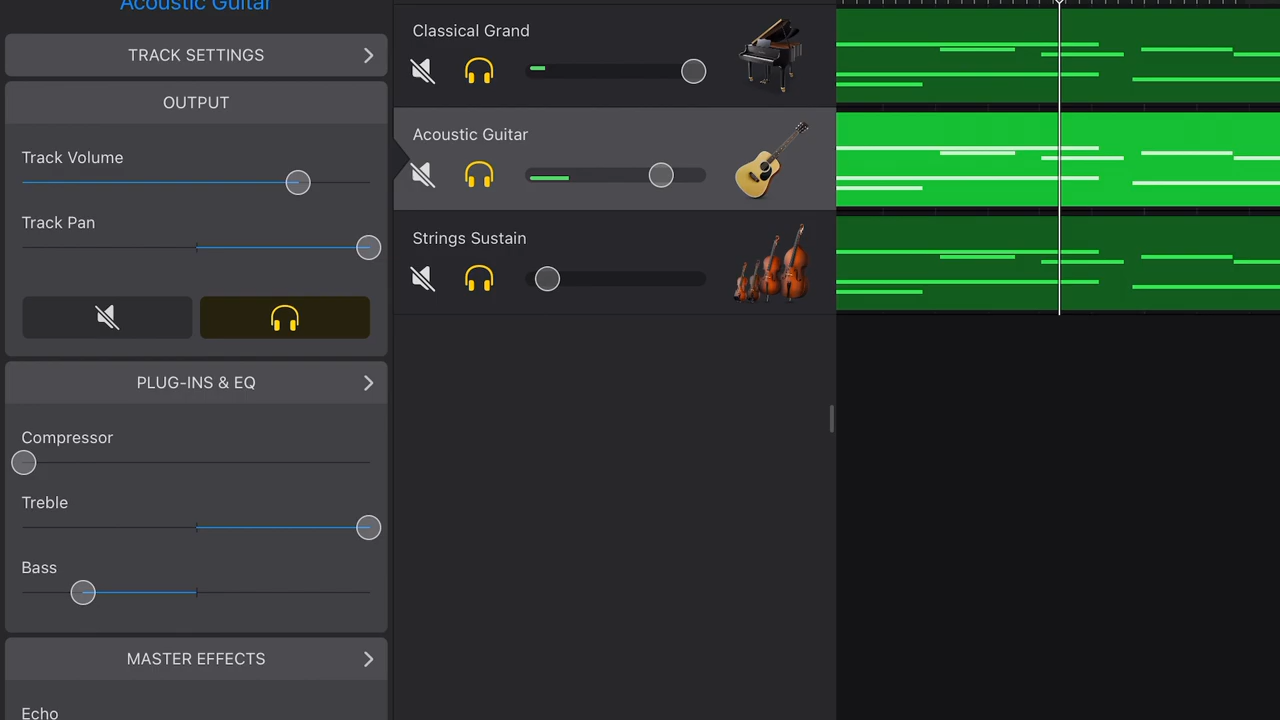 Acoustic Guitar
TRACK SETTINGS
OUTPUT
Track Volume
Track Pan
PLUG-INS & EQ
Compressor
Treble
Bass
MASTER EFFECTS
Echo
Classical Grand
Acoustic Guitar
Strings Sustain